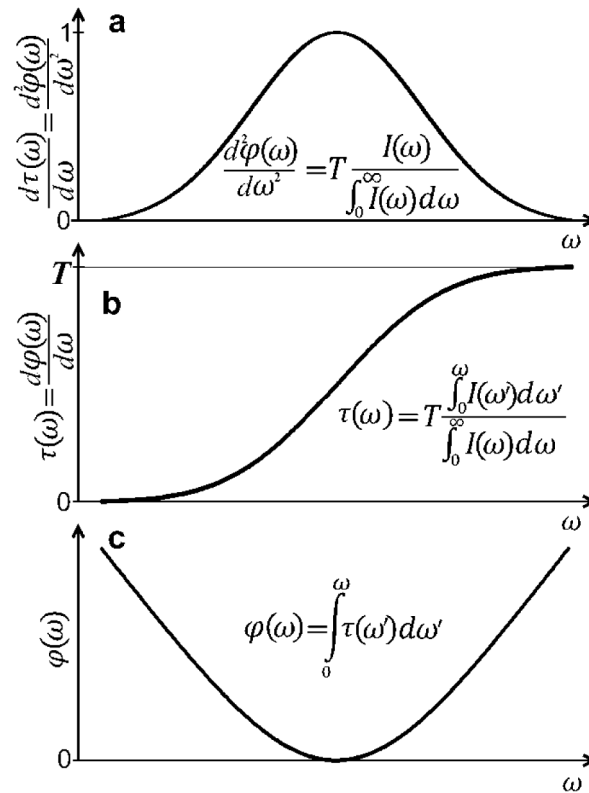 a
1
0
dτ(ω)/dω = d²φ(ω)/dω²
d²φ(ω)/dω² = T I(ω)/∫₀^∞ I(ω)dω
ω
b
T
0
τ(ω) = dφ(ω)/dω
τ(ω) = T ∫₀^ω I(ω')dω'/∫₀^∞ I(ω)dω
ω
c
0
φ(ω)
φ(ω) = ∫₀^ω τ(ω')dω'
ω